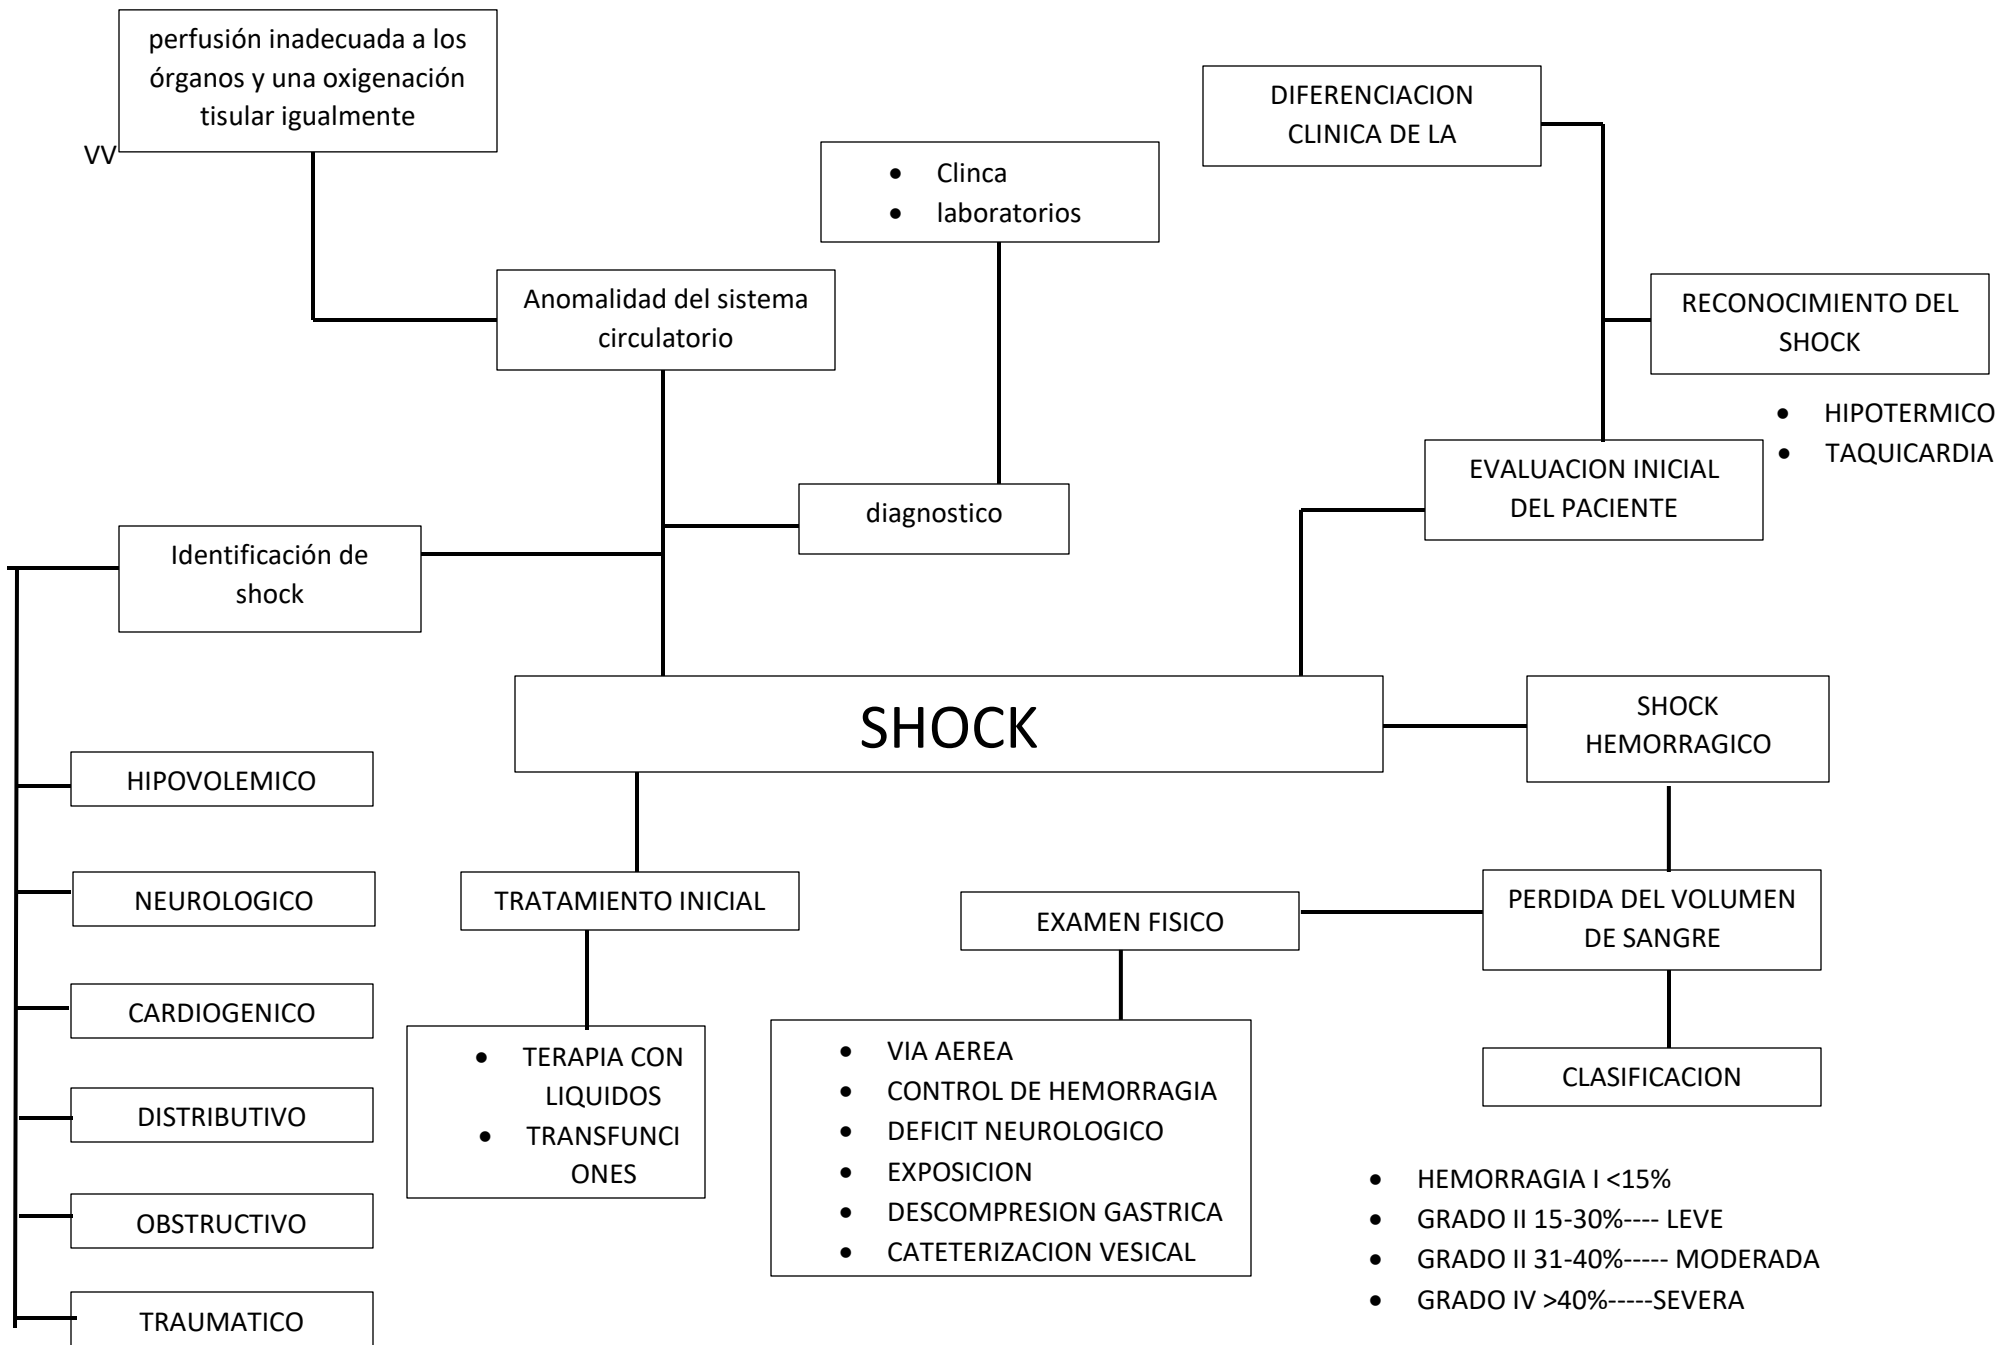 perfusión inadecuada a los
órganos y una oxigenación
tisular igualmente
VV
• Clinca
• laboratorios
DIFERENCIACION
CLINICA DE LA
Anomalidad del sistema
circulatorio
RECONOCIMIENTO DEL
SHOCK
• HIPOTERMICO
• TAQUICARDIA
EVALUACION INICIAL
DEL PACIENTE
diagnostico
Identificación de
shock
SHOCK
SHOCK
HEMORRAGICO
HIPOVOLEMICO
NEUROLOGICO
CARDIOGENICO
DISTRIBUTIVO
OBSTRUCTIVO
TRAUMATICO
TRATAMIENTO INICIAL
• TERAPIA CON
LIQUIDOS
• TRANSFUNCI
ONES
EXAMEN FISICO
• VIA AEREA
• CONTROL DE HEMORRAGIA
• DEFICIT NEUROLOGICO
• EXPOSICION
• DESCOMPRESION GASTRICA
• CATETERIZACION VESICAL
PERDIDA DEL VOLUMEN
DE SANGRE
CLASIFICACION
• HEMORRAGIA I <15%
• GRADO II 15-30%---- LEVE
• GRADO II 31-40%----- MODERADA
• GRADO IV >40%-----SEVERA